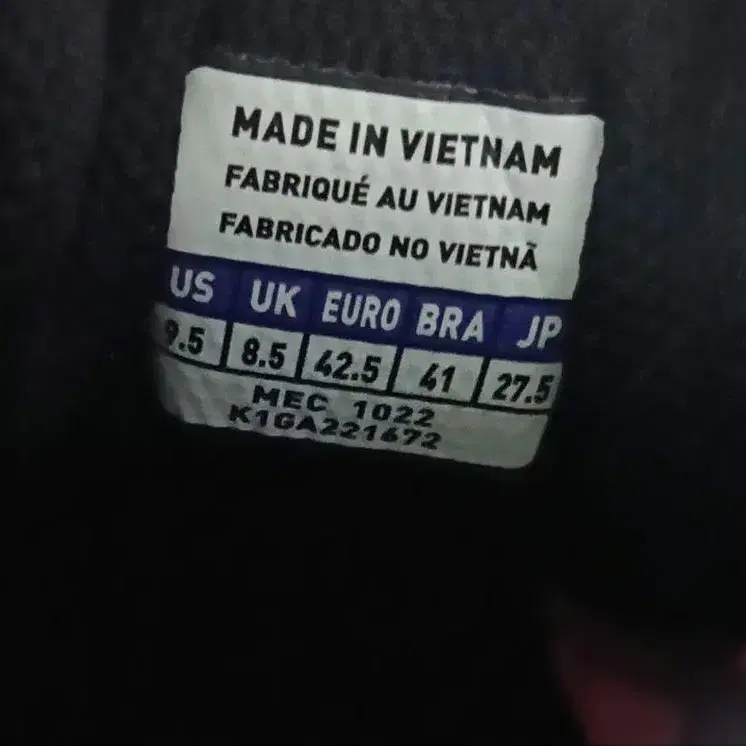 MADE IN VIETNAM
FABRIQUÉ AU VIETNAM
FABRICADO NO VIETNÃ
US UK EURO BRA JP
9.5 8.5 42.5 41 27.5
MEC 1022
K1GA221672